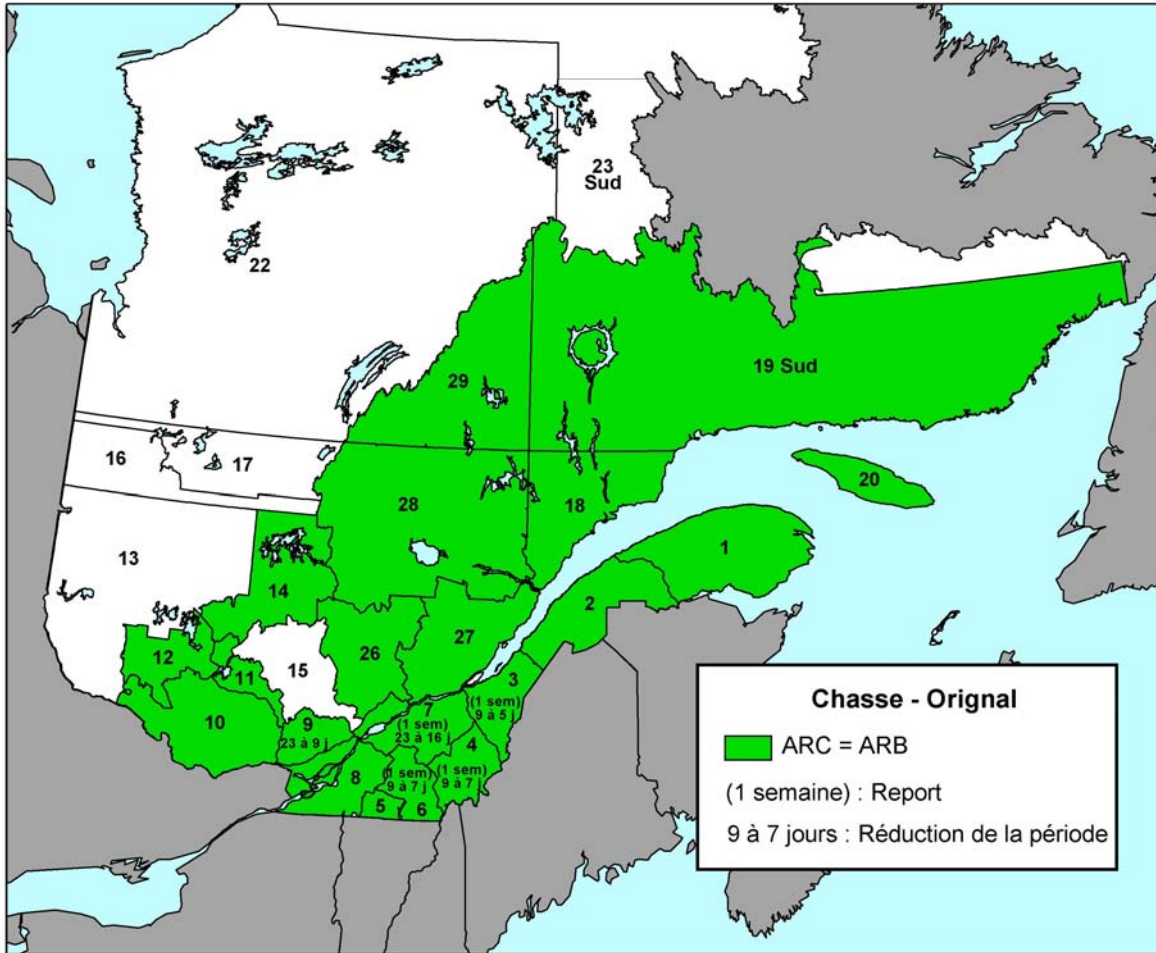 23
Sud
22
29
19 Sud
16
17
28
18
20
13
14
1
2
12
11
15
26
27
3
(1 sem)
9 à 5 j
10
9
23 à 9 j
7
(1 sem)
23 à 16 j
4
(1 sem)
9 à 7 j
8
(1 sem)
9 à 7 j
5
6
Chasse - Orignal
ARC = ARB
(1 semaine) : Report
9 à 7 jours : Réduction de la période